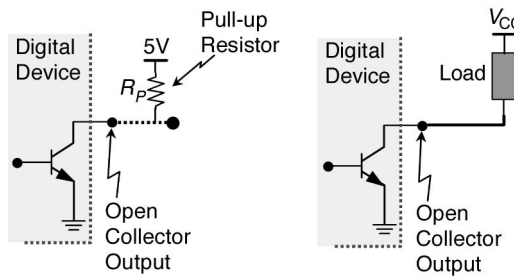 Digital
Device
5V
Pull-up
Resistor
R_P
Open
Collector
Output
Digital
Device
V_CC
Load
Open
Collector
Output